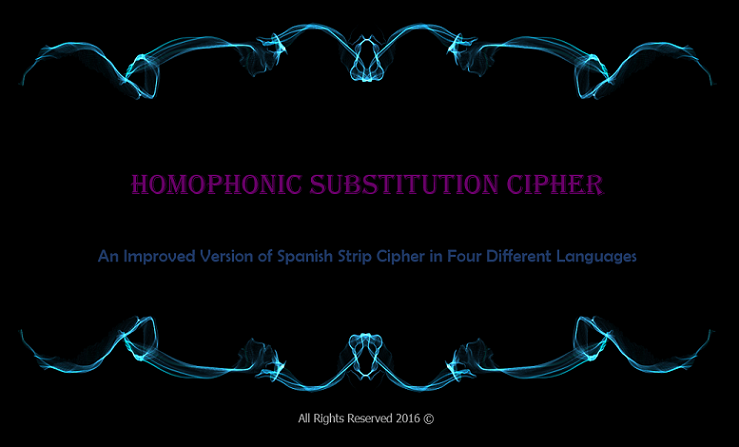 HOMOPHONIC SUBSTITUTION CIPHER
An Improved Version of Spanish Strip Cipher in Four Different Languages
All Rights Reserved 2016 ©